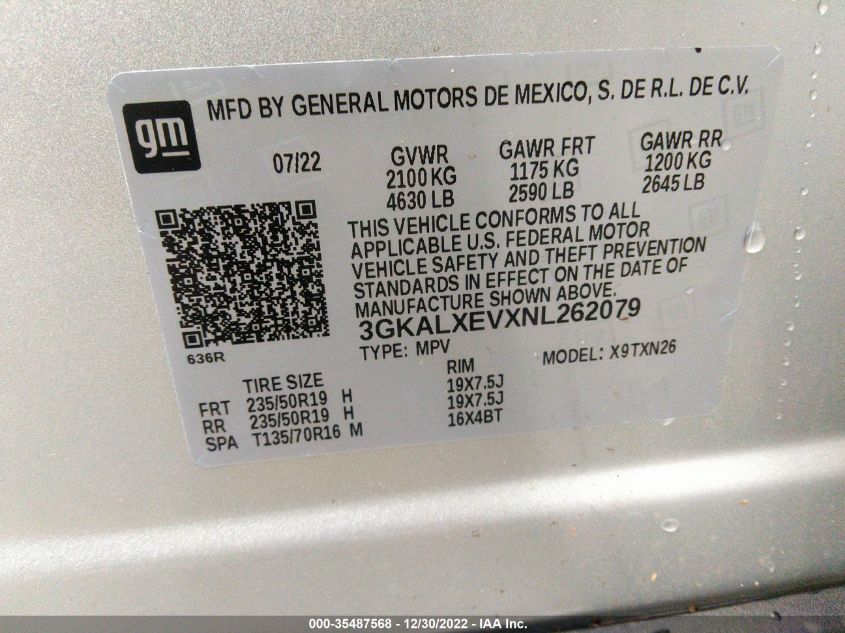 gm
MFD BY GENERAL MOTORS DE MEXICO, S. DE R.L. DE C.V.
07/22 GVWR GAWR FRT GAWR RR
2100 KG 1175 KG 1200 KG
4630 LB 2590 LB 2645 LB
THIS VEHICLE CONFORMS TO ALL
APPLICABLE U.S. FEDERAL MOTOR
VEHICLE SAFETY AND THEFT PREVENTION
STANDARDS IN EFFECT ON THE DATE OF
MANUFACTURE SHOWN ABOVE.
3GKALXEVXNL262079
636R TYPE: MPV MODEL: X9TXN26
TIRE SIZE RIM
FRT 235/50R19 H 19X7.5J
RR 235/50R19 H 19X7.5J
SPA T135/70R16 M 16X4BT
000-35487568 - 12/30/2022 - IAA Inc.